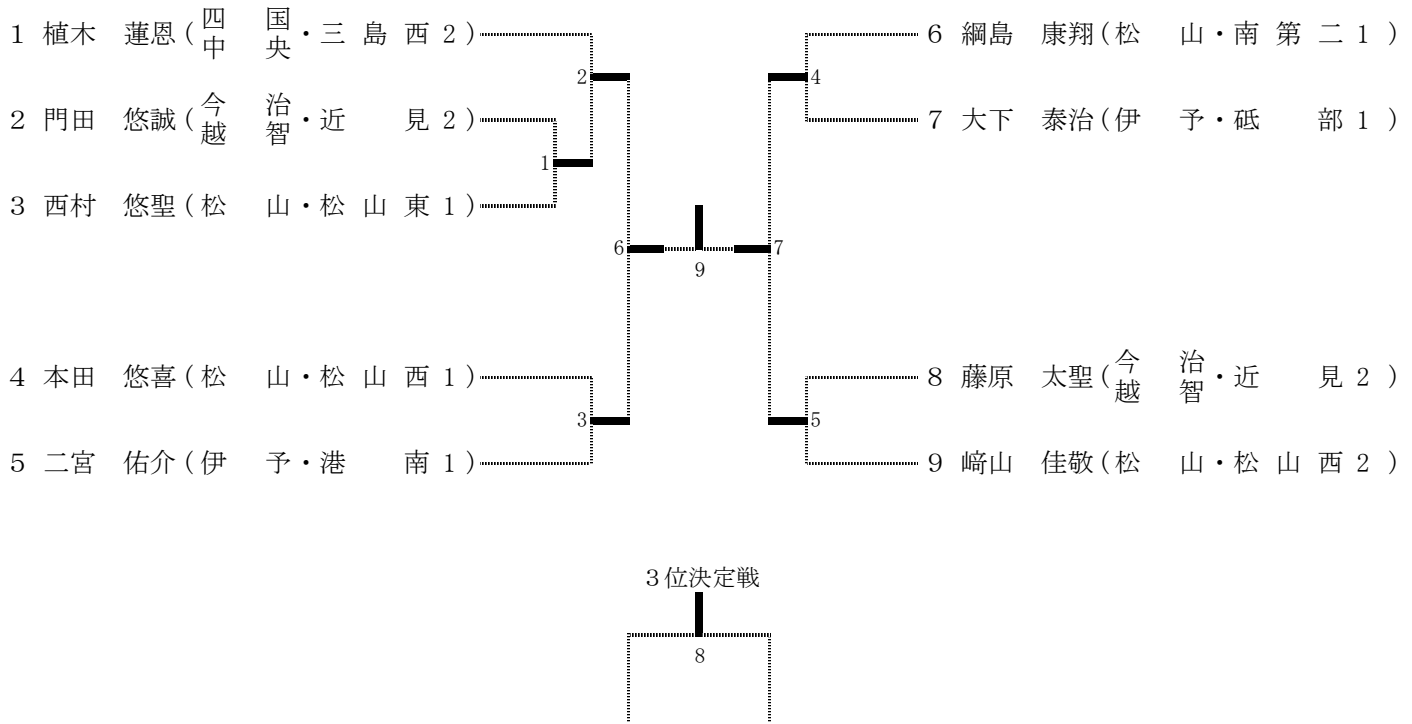 1 植木 蓮恩(四国中央・三島西2)
2 門田 悠誠(今治越智・近見2)
3 西村 悠聖(松山・松山東1)
4 本田 悠喜(松山・松山西1)
5 二宮 佑介(伊予・港南1)
2
1
6
3
9
4
7
5
6 綱島 康翔(松山・南第二1)
7 大下 泰治(伊予・砥部1)
8 藤原 太聖(今治越智・近見2)
9 﨑山 佳敬(松山・松山西2)
3位決定戦
8